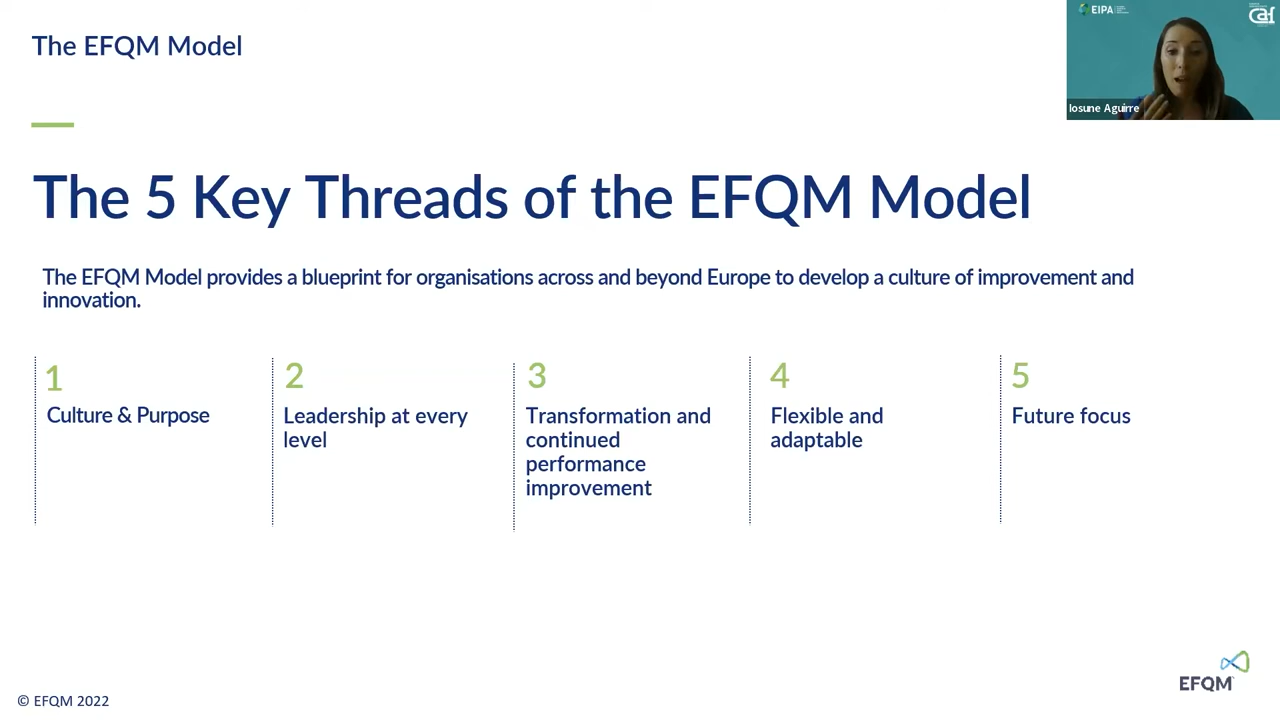 The EFQM Model
EIPA
caf
Iosune Aguirre
The 5 Key Threads of the EFQM Model
The EFQM Model provides a blueprint for organisations across and beyond Europe to develop a culture of improvement and
innovation.
1
Culture & Purpose
2
Leadership at every
level
3
Transformation and
continued
performance
improvement
4
Flexible and
adaptable
5
Future focus
EFQM
© EFQM 2022